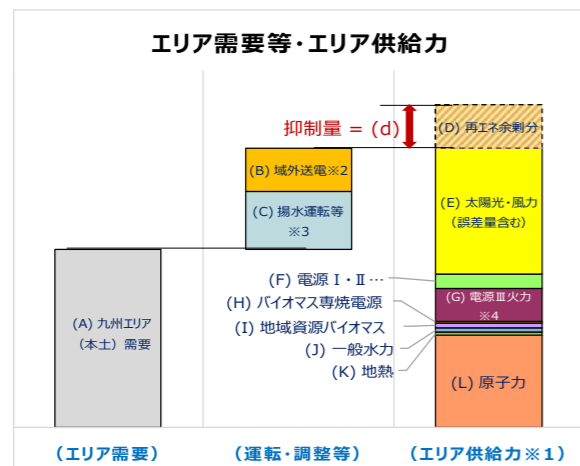 エリア需要等・エリア供給力
抑制量 = (d)
(D) 再エネ余剰分
(B) 域外送電※2
(C) 揚水運転等
※3
(E) 太陽光・風力
(誤差量含む)
(A) 九州エリア
（本土）需要
(F) 電源Ⅰ・Ⅱ…
(G) 電源Ⅲ火力
※4
(H) バイオマス専焼電源
(I) 地域資源バイオマス
(J) 一般水力
(K) 地熱
(L) 原子力
（エリア需要）
（運転・調整等）
（エリア供給力※1）